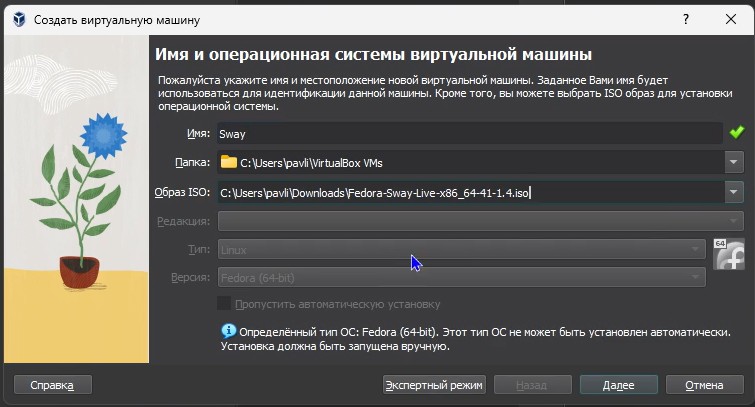 Создать виртуальную машину
? ✕
Имя и операционная системы виртуальной машины
Пожалуйста укажите имя и местоположение новой виртуальной машины. Заданное Вами имя будет
использоваться для идентификации данной машины. Кроме того, вы можете выбрать ISO образ для установки
операционной системы.
Имя: Sway
Папка: C:\Users\pavli\VirtualBox VMs
Образ ISO: C:\Users\pavli\Downloads\Fedora-Sway-Live-x86_64-41-1.4.iso
Редакция:
Тип: Linux
64
Версия: Fedora (64-bit)
Пропустить автоматическую установку
Определённый тип ОС: Fedora (64-bit). Этот тип ОС не может быть установлен автоматически.
Установка должна быть запущена вручную.
Справка Экспертный режим Назад Далее Отмена